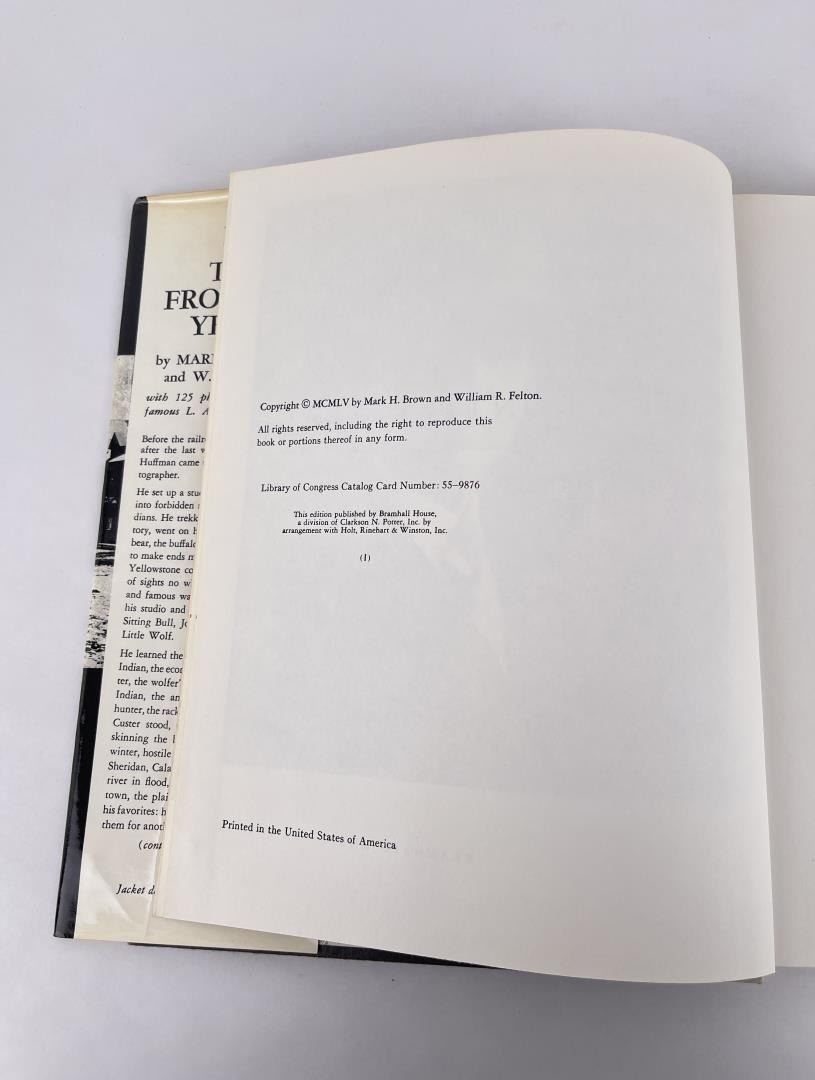 FRO
by MAR
and W.
with 125 pl
famous L. A
Before the railr
after the last w
Huffman came
tographer.
He set up a stu
into forbidden
dians. He trekk
tory, went on h
bear, the buffalo
to make ends m
Yellowstone co
of sights no w
and famous wa
his studio and
Sitting Bull, Jo
Little Wolf.
He learned the
Indian, the econ
ter, the wolfer'
Indian, the an
hunter, the rack
Custer stood,
skinning the
winter, hostile
Sheridan, Cala
river in flood,
town, the plai
his favorites: h
them for anot
(cont
Jacket d
Copyright © MCMLV by Mark H. Brown and William R. Felton.
All rights reserved, including the right to reproduce this
book or portions thereof in any form.
Library of Congress Catalog Card Number: 55–9876
This edition published by Bramhall House,
a division of Clarkson N. Potter, Inc. by
arrangement with Holt, Rinehart & Winston, Inc.
(I)
Printed in the United States of America